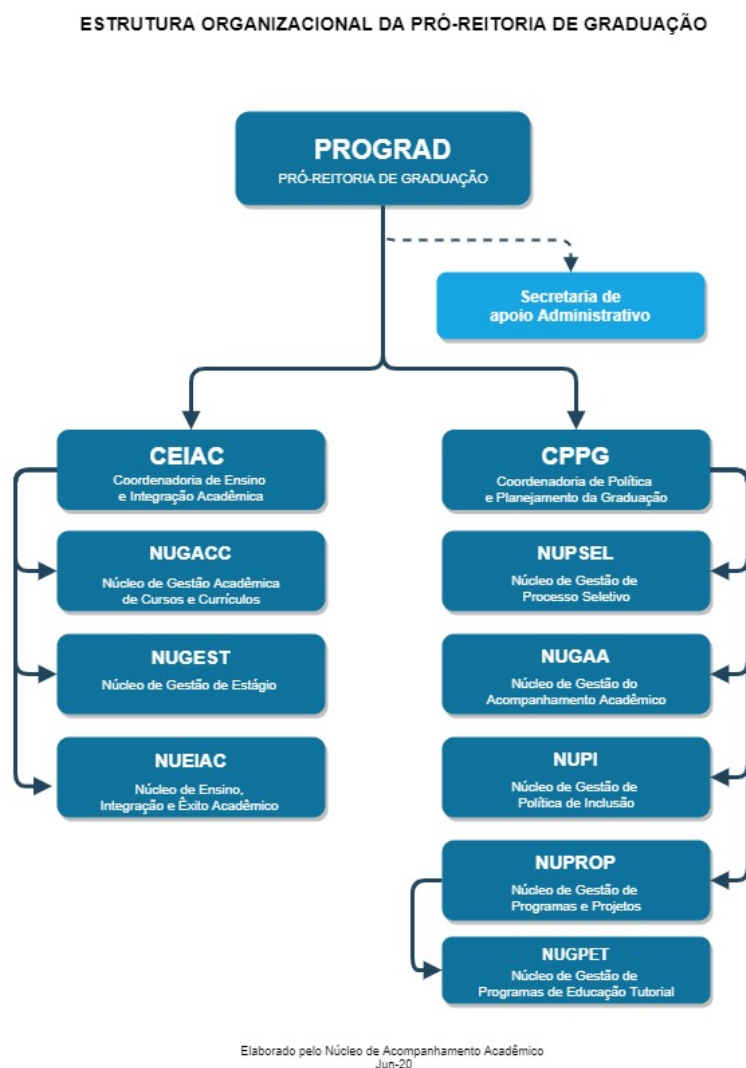 ESTRUTURA ORGANIZACIONAL DA PRÓ-REITORIA DE GRADUAÇÃO
PROGRAD
PRÓ-REITORIA DE GRADUAÇÃO
Secretaria de
apoio Administrativo
CEIAC
Coordenadoria de Ensino
e Integração Acadêmica
NUGACC
Núcleo de Gestão Acadêmica
de Cursos e Currículos
NUGEST
Núcleo de Gestão de Estágio
NUEIAC
Núcleo de Ensino,
Integração e Êxito Acadêmico
CPPG
Coordenadoria de Política
e Planejamento da Graduação
NUPSEL
Núcleo de Gestão de
Processo Seletivo
NUGAA
Núcleo de Gestão do
Acompanhamento Acadêmico
NUPI
Núcleo de Gestão de
Política de Inclusão
NUPROP
Núcleo de Gestão de
Programas e Projetos
NUGPET
Núcleo de Gestão de
Programas de Educação Tutorial
Elaborado pelo Núcleo de Acompanhamento Acadêmico
Jun-20